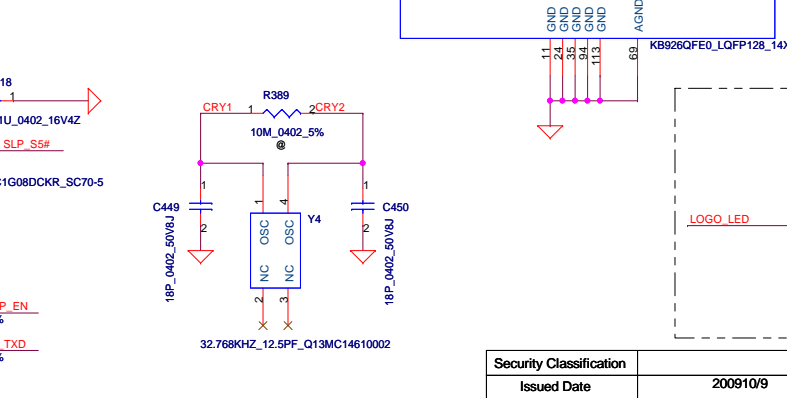 GND
GND
GND
GND
GND
AGND
11
24
35
94
113
69
KB926QFE0_LQFP128_14X
18
1
1U_0402_16V4Z
SLP_S5#
C1G08DCKR_SC70-5
R389
CRY1 1 2 CRY2
10M_0402_5%
@
1
C449
2
18P_0402_50V8J
1
4
OSC
OSC
Y4
NC
NC
2
3
1
C450
2
18P_0402_50V8J
32.768KHZ_12.5PF_Q13MC14610002
P_EN
%
_TXD
%
LOGO_LED
Security Classification
Issued Date 200910/9